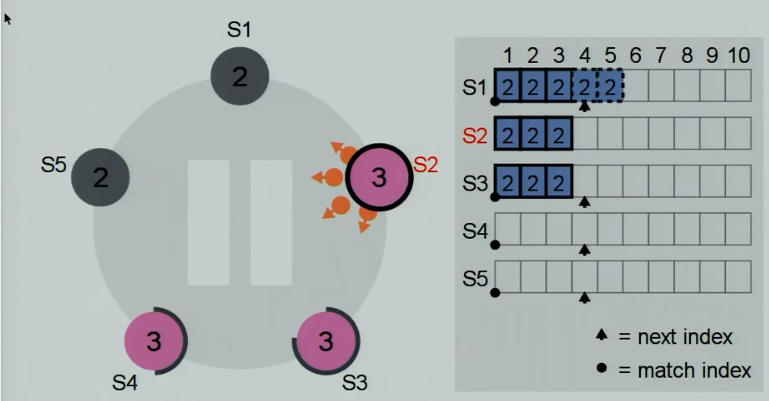 S1
2
S5
2
3
S2
3
S4
3
S3
1 2 3 4 5 6 7 8 9 10
S1 2 2 2 2 2
S2 2 2 2
S3 2 2 2
S4
S5
= next index
= match index